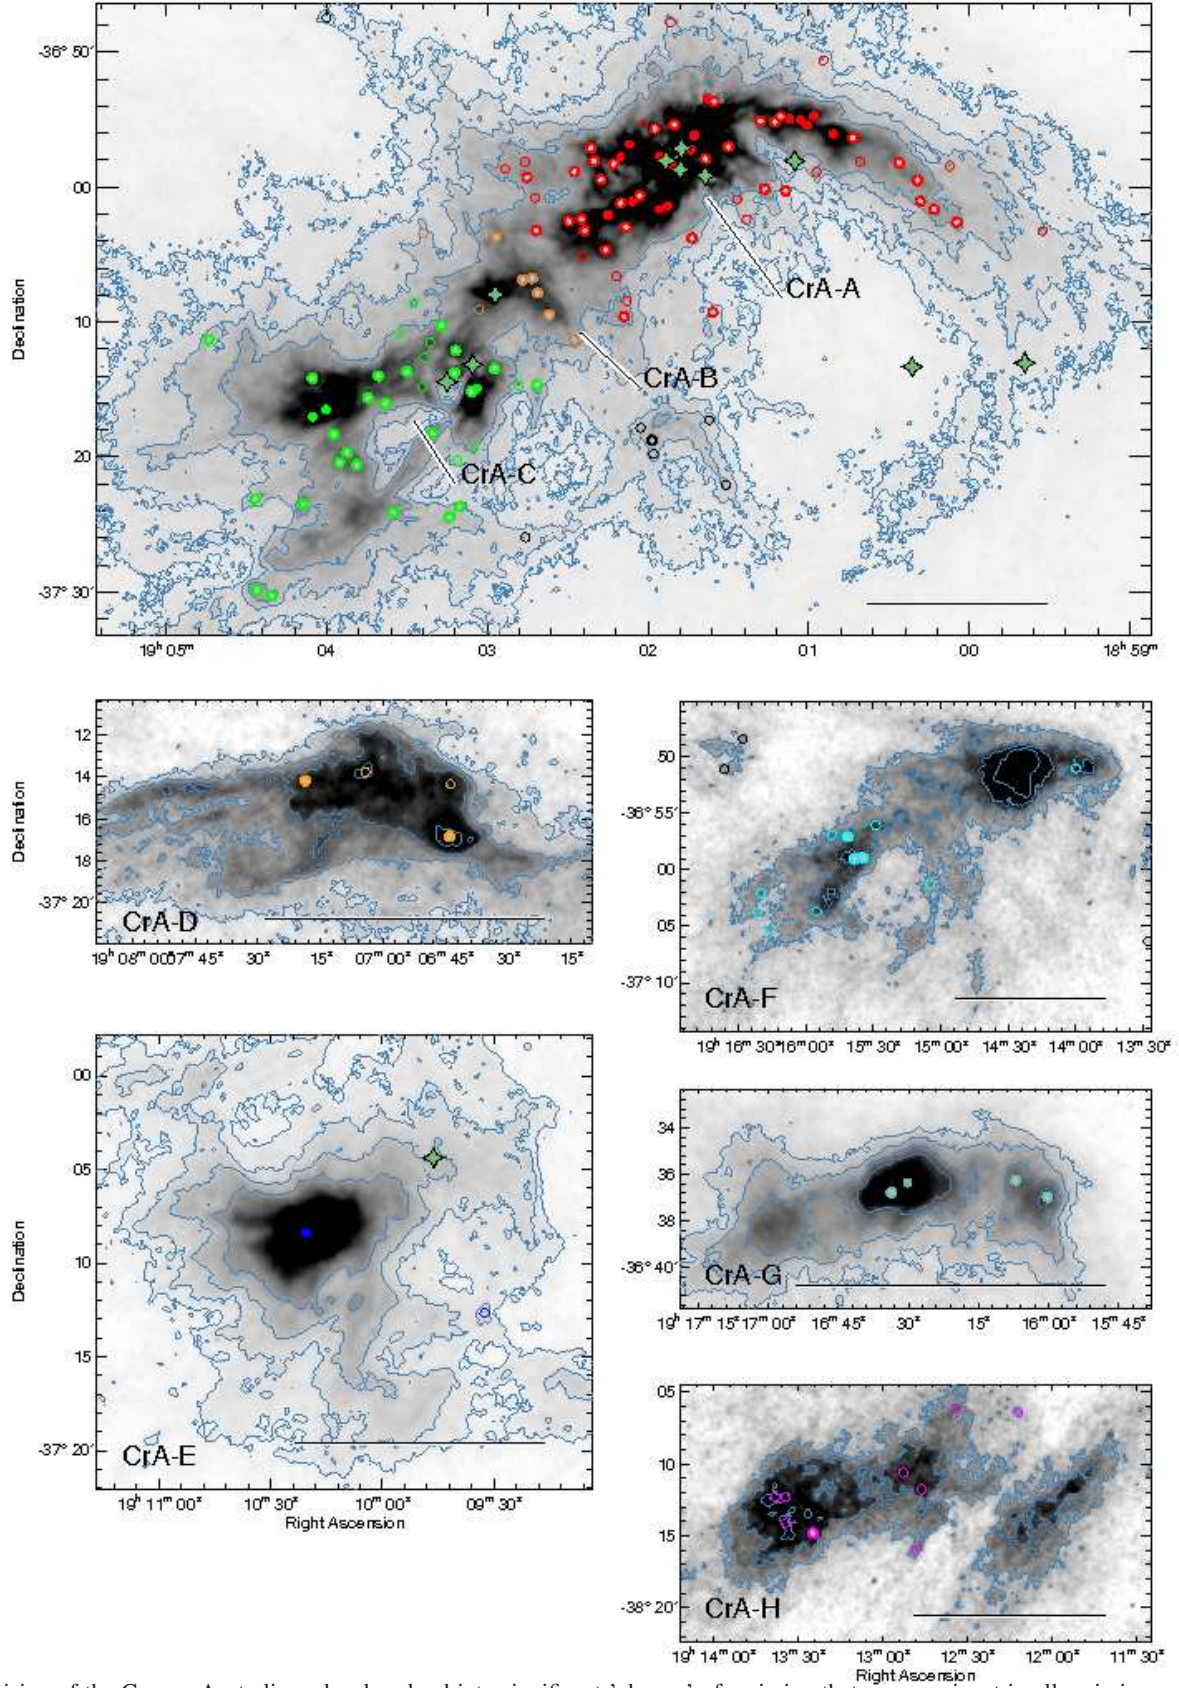 -36° 50′
00
10
20
-37° 30′
Declination
CrA-A
CrA-B
CrA-C
19ʰ 05ᵐ 04 03 02 01 00 18ʰ 59ᵐ
12
14
16
18
-37° 20′
Declination
CrA-D
19ʰ 08ᵐ 00ˢ 07ᵐ 45ˢ 30ˢ 15ˢ 07ᵐ 00ˢ 06ᵐ 45ˢ 30ˢ 15ˢ
50
-36° 55′
00
05
-37° 10′
CrA-F
19ʰ 16ᵐ 30ˢ 16ᵐ 00ˢ 15ᵐ 30ˢ 15ᵐ 00ˢ 14ᵐ 30ˢ 14ᵐ 00ˢ 13ᵐ 30ˢ
00
05
10
15
-37° 20′
Declination
CrA-E
19ʰ 11ᵐ 00ˢ 10ᵐ 30ˢ 10ᵐ 00ˢ 09ᵐ 30ˢ
Right Ascension
34
36
38
-36° 40′
CrA-G
19ʰ 17ᵐ 15ˢ 17ᵐ 00ˢ 16ᵐ 45ˢ 30ˢ 15ˢ 16ᵐ 00ˢ 15ᵐ 45ˢ
05
10
15
-38° 20′
CrA-H
19ʰ 14ᵐ 00ˢ 13ᵐ 30ˢ 13ᵐ 00ˢ 12ᵐ 30ˢ 12ᵐ 00ˢ 11ᵐ 30ˢ
Right Ascension